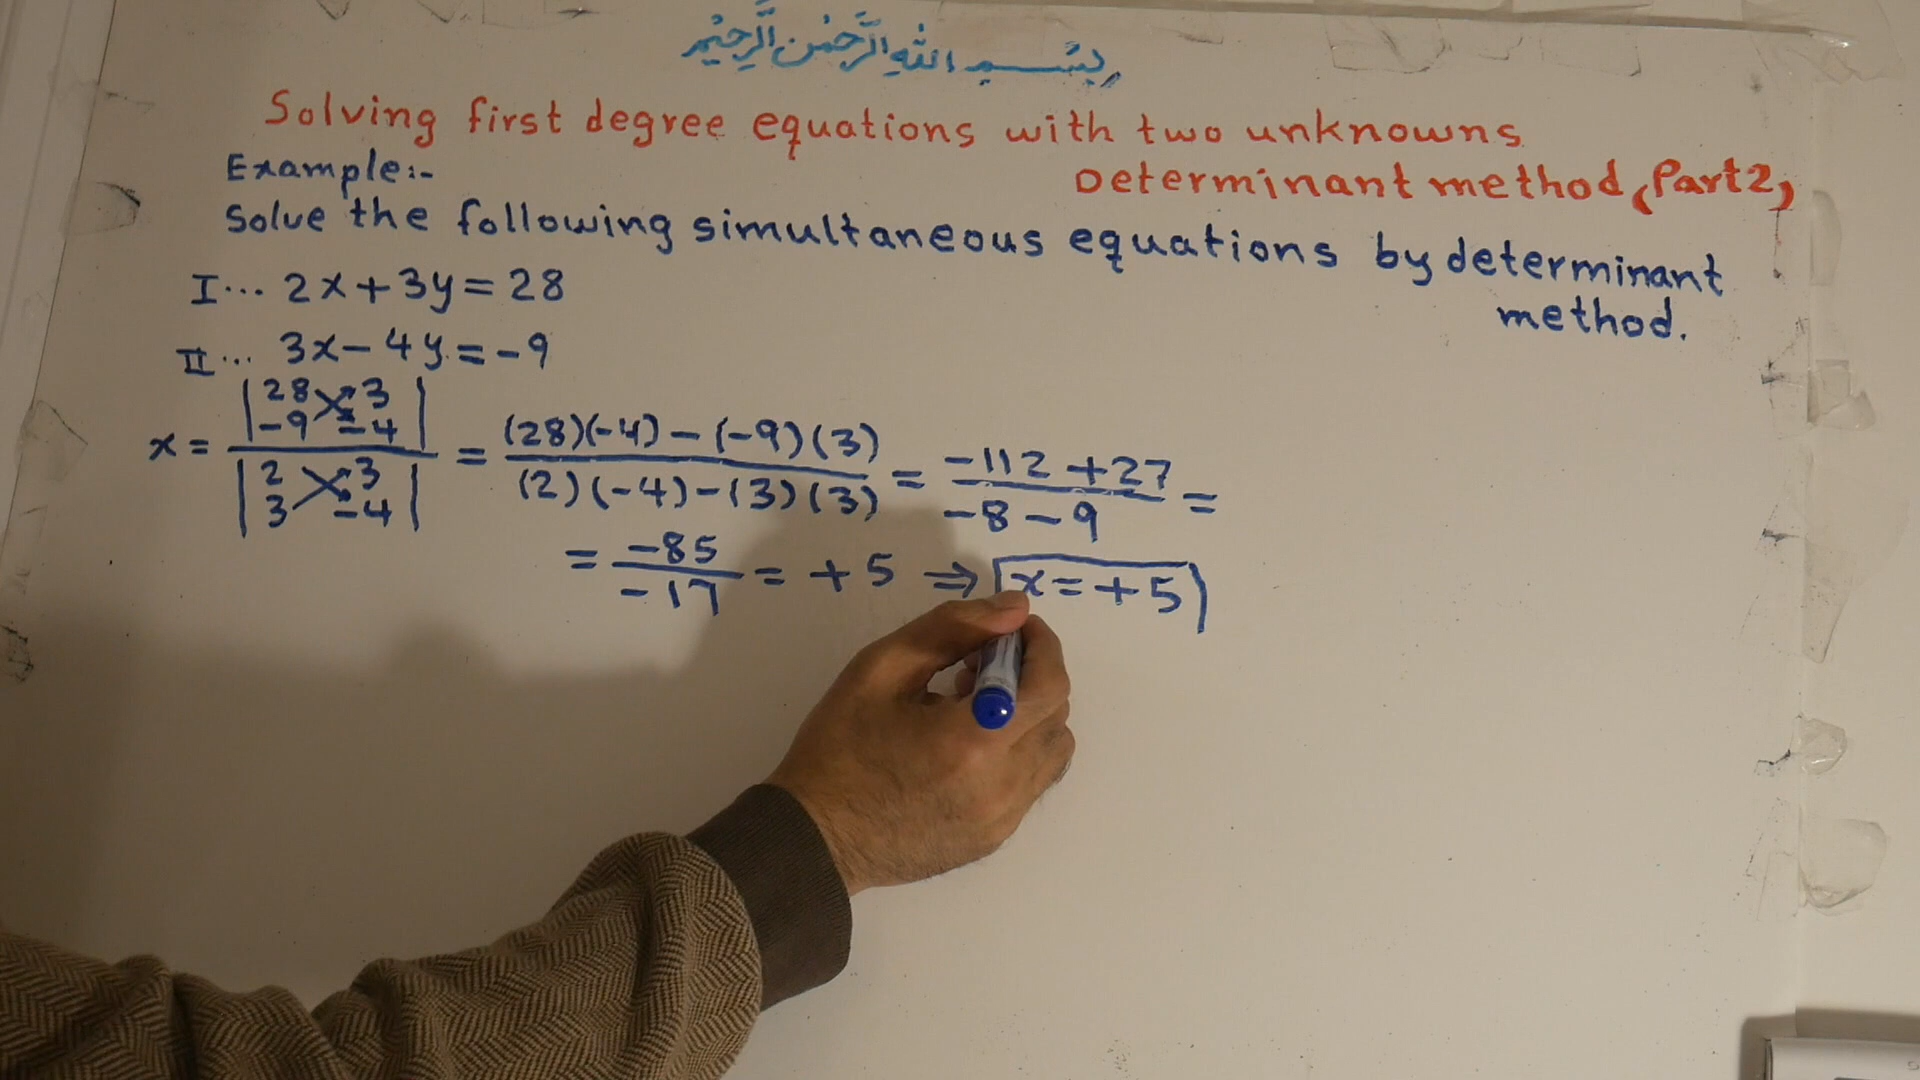 بِسْمِ اللهِ الرَّحْمٰنِ الرَّحِيْمِ
Solving first degree equations with two unknowns
Determinant method (Part2)
Example:-
Solve the following simultaneous equations by determinant method.
I... 2x+3y=28
II... 3x-4y=-9
x = |28 3 -9 -4| / |2 3 3 -4| = (28)(-4)-(-9)(3) / (2)(-4)-(3)(3) = -112+27 / -8-9 =
= -85 / -17 = +5 ⇒ x=+5